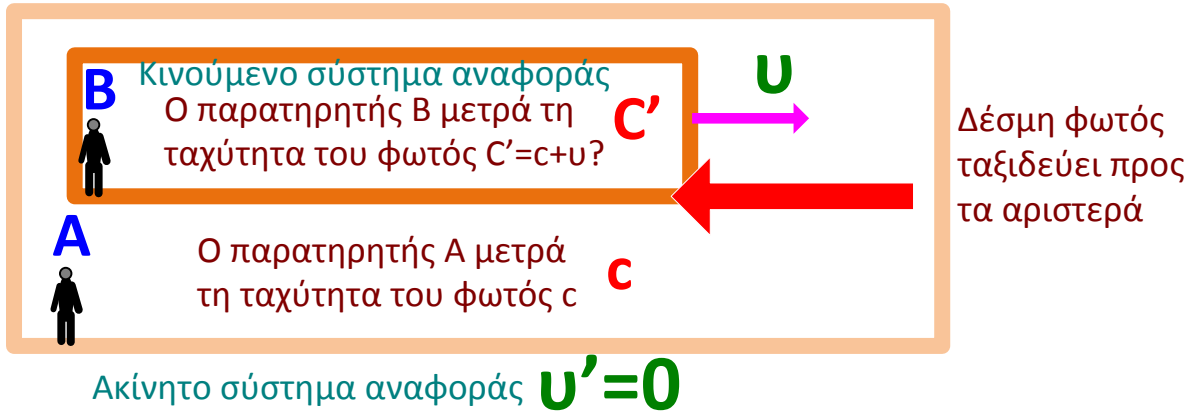 Κινούμενο σύστημα αναφοράς
Β
Ο παρατηρητής Β μετρά τη
ταχύτητα του φωτός C’=c+υ?
C’
υ
Δέσμη φωτός
ταξιδεύει προς
τα αριστερά
Α
Ο παρατηρητής Α μετρά
τη ταχύτητα του φωτός c
c
Ακίνητο σύστημα αναφοράς υ’=0